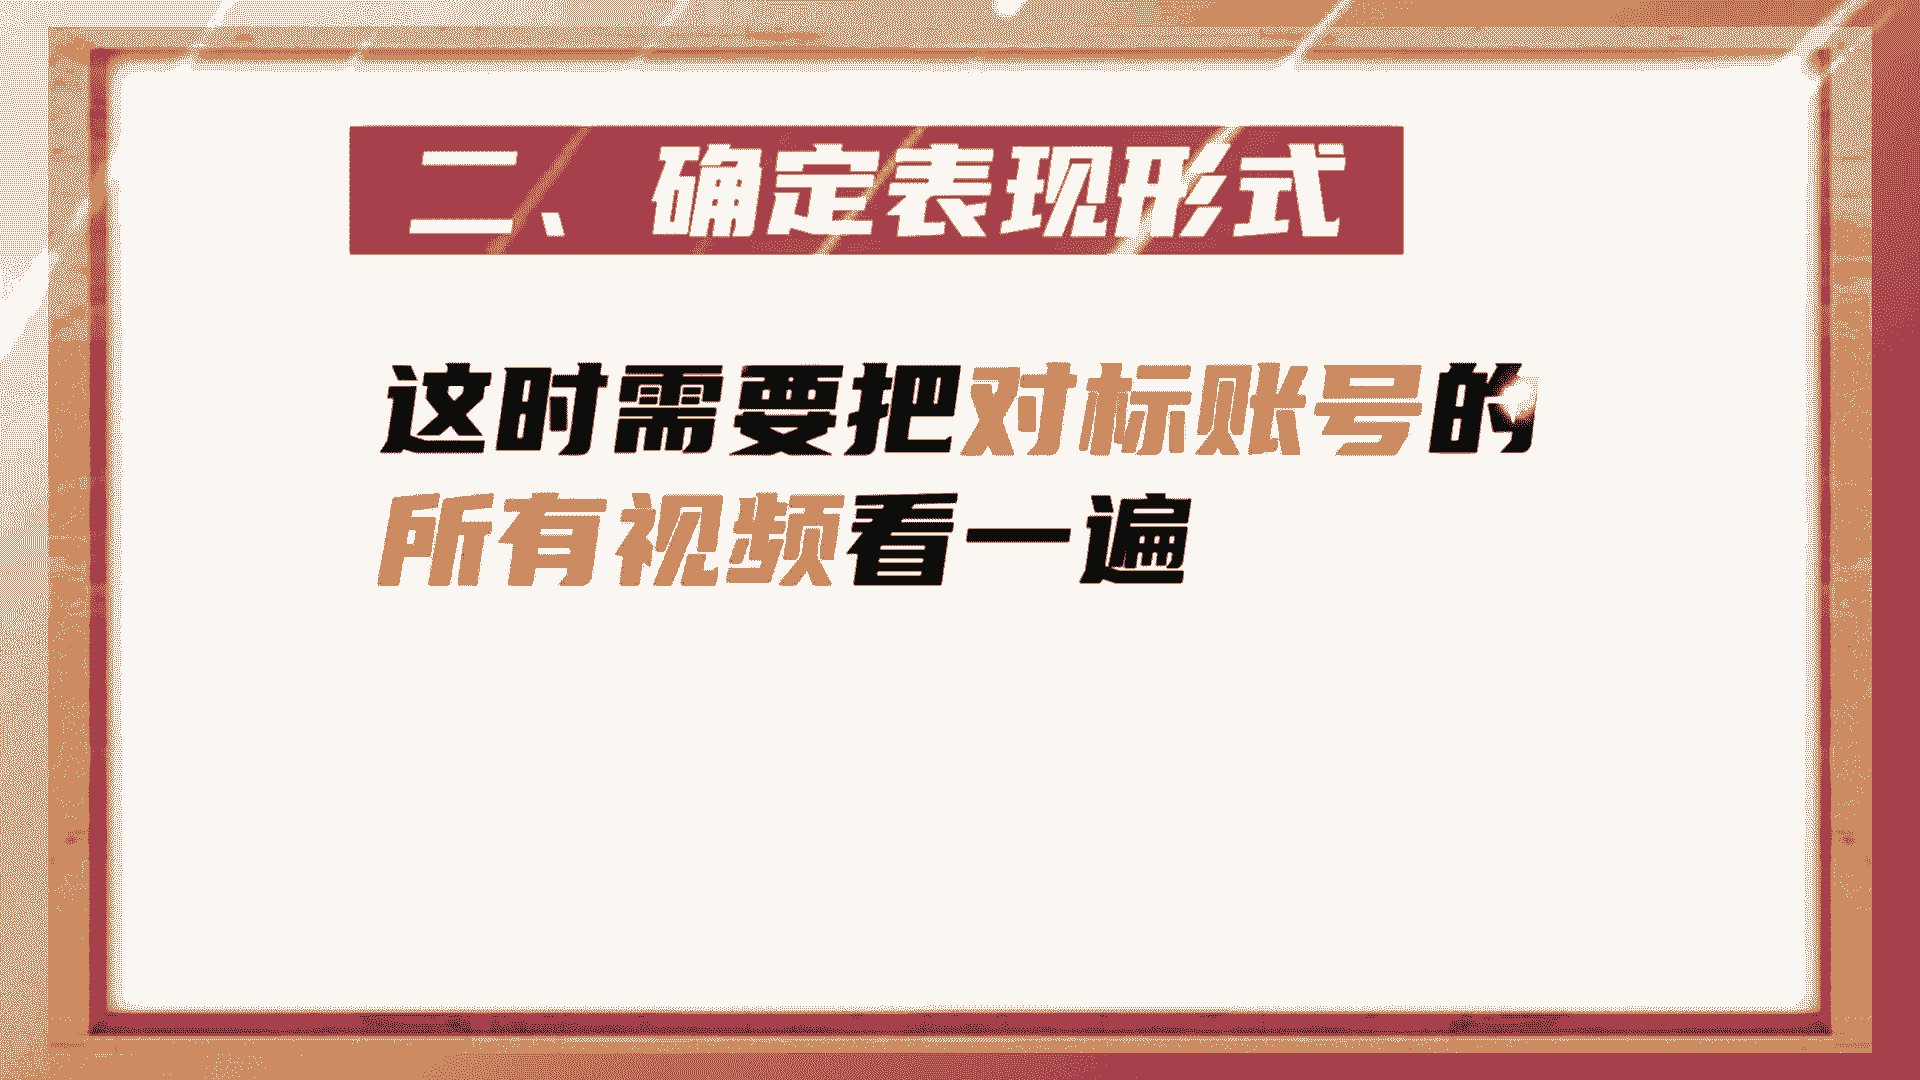 二、确定表现形式
这时需要把对标账号的
所有视频看一遍